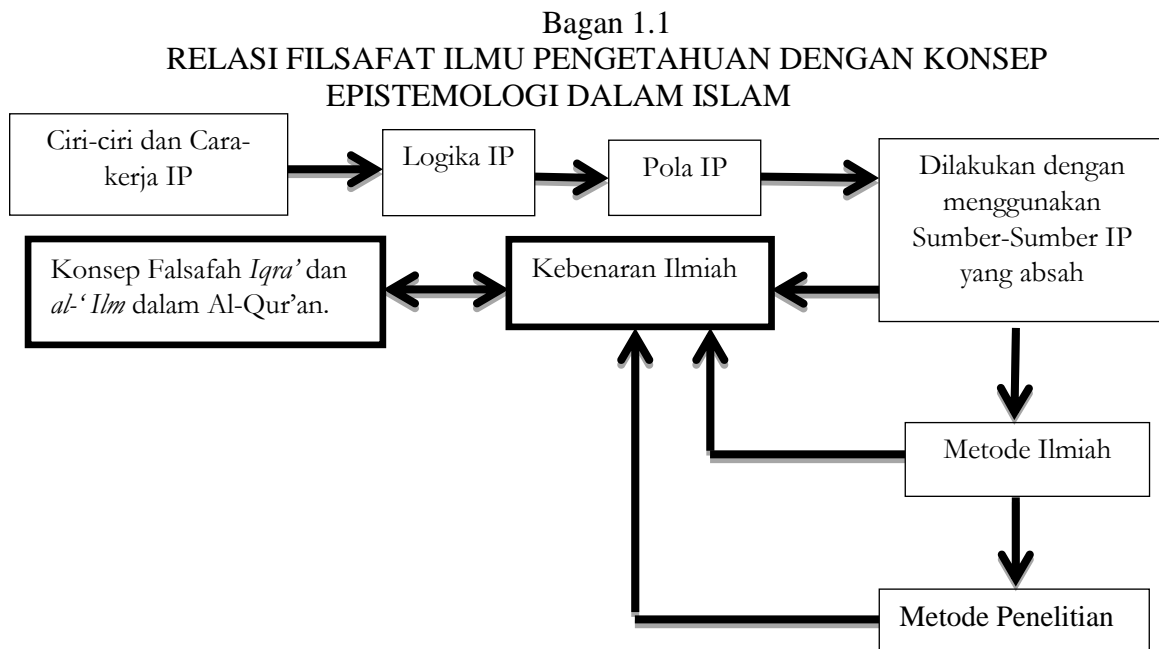 Bagan 1.1
RELASI FILSAFAT ILMU PENGETAHUAN DENGAN KONSEP
EPISTEMOLOGI DALAM ISLAM
Ciri-ciri dan Cara-
kerja IP
Logika IP
Pola IP
Dilakukan dengan
menggunakan
Sumber-Sumber IP
yang absah
Konsep Falsafah Iqra’ dan
al-‘ Ilm dalam Al-Qur’an.
Kebenaran Ilmiah
Metode Ilmiah
Metode Penelitian